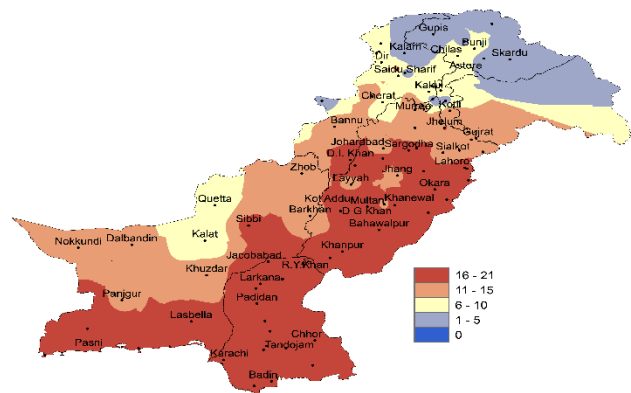 Gupis
Kalam
Bunji
Chilas
Dir
Skardu
Astore
Saidu Sharif
Kakul
Cherat
Murree
Kotli
Bannu
Jhelum
Gujrat
Joharabad
Sargodha
Sialkot
D.I. Khan
Lahore
Zhob
Layyah
Jhang
Okara
Quetta
Kot Addu
Multan
Khanewal
Barkhan
D G Khan
Sibbi
Bahawalpur
Kalat
Dalbandin
Nokkundi
Khanpur
Jacobabad
R.Y.Khan
Khuzdar
Larkana
Panjgur
Padidan
Lasbella
Chhor
Pasni
Tandojam
Karachi
Badin
16 - 21
11 - 15
6 - 10
1 - 5
0